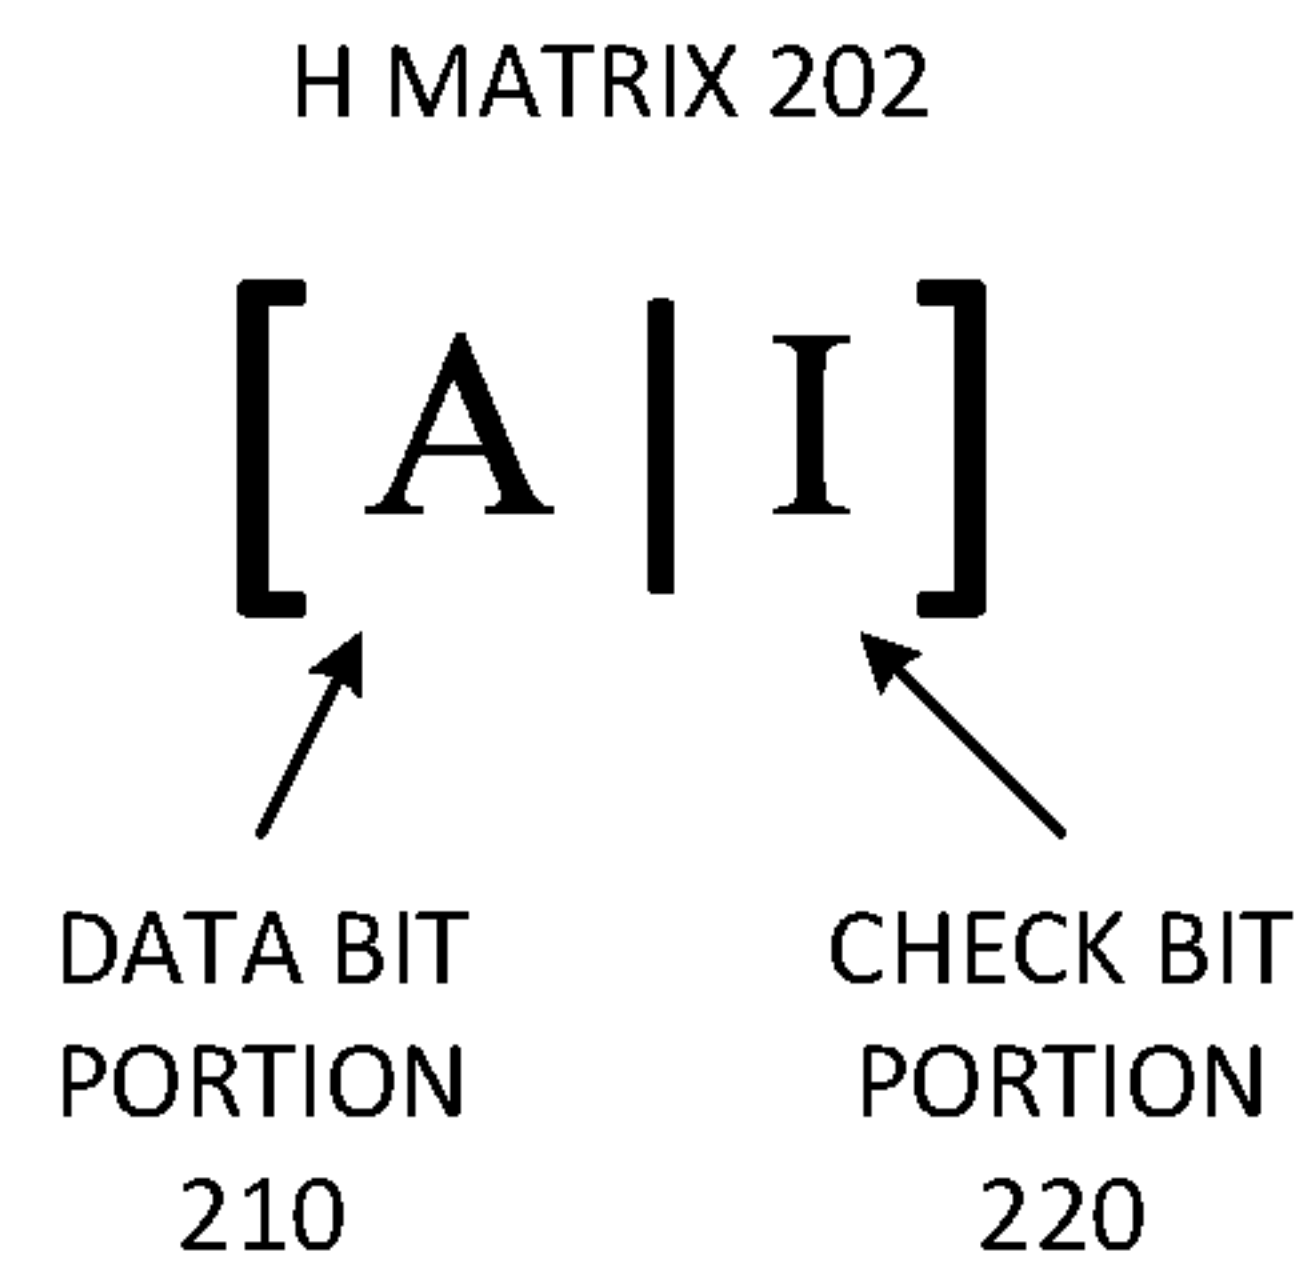 H MATRIX 202
[ A | I ]
DATA BIT
PORTION
210
CHECK BIT
PORTION
220